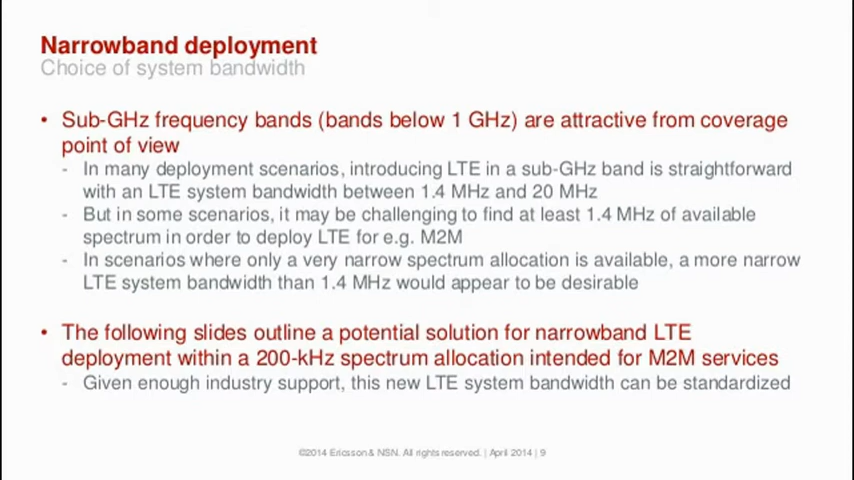 Narrowband deployment
Choice of system bandwidth
• Sub-GHz frequency bands (bands below 1 GHz) are attractive from coverage
point of view
- In many deployment scenarios, introducing LTE in a sub-GHz band is straightforward
with an LTE system bandwidth between 1.4 MHz and 20 MHz
- But in some scenarios, it may be challenging to find at least 1.4 MHz of available
spectrum in order to deploy LTE for e.g. M2M
- In scenarios where only a very narrow spectrum allocation is available, a more narrow
LTE system bandwidth than 1.4 MHz would appear to be desirable
• The following slides outline a potential solution for narrowband LTE
deployment within a 200-kHz spectrum allocation intended for M2M services
- Given enough industry support, this new LTE system bandwidth can be standardized
©2014 Ericsson & NSN. All rights reserved. | April 2014 | 9